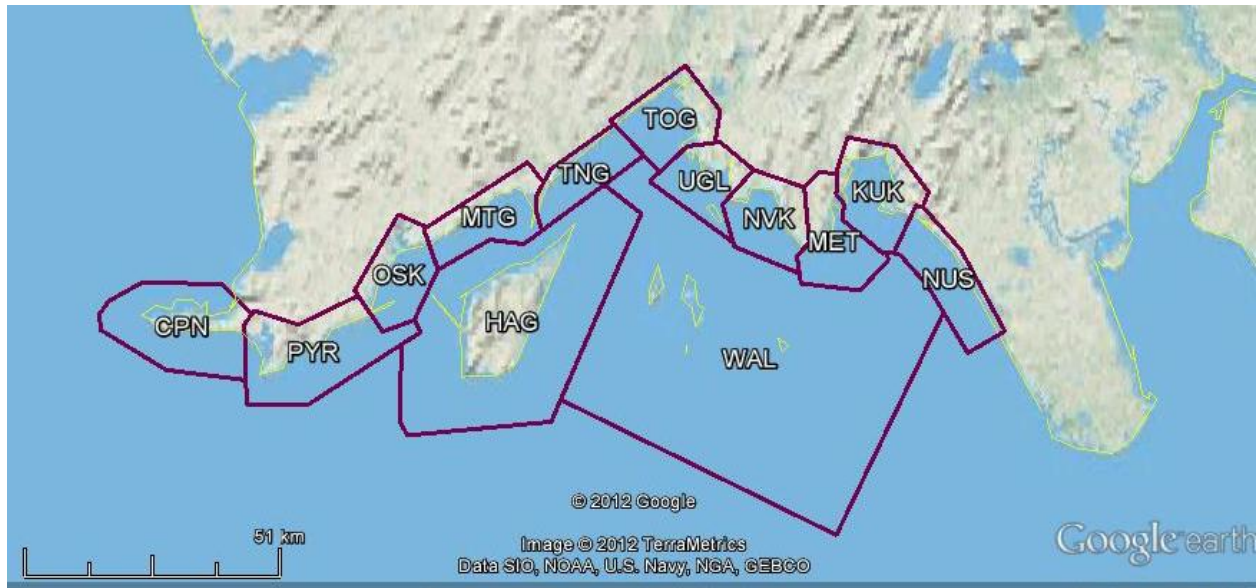 TOG
TNG
UGL
KUK
MTG
NVK
MET
OSK
NUS
HAG
CPN
PYR
WAL
© 2012 Google
51 km
Image © 2012 TerraMetrics
Data SIO, NOAA, U.S. Navy, NGA, GEBCO
Google earth